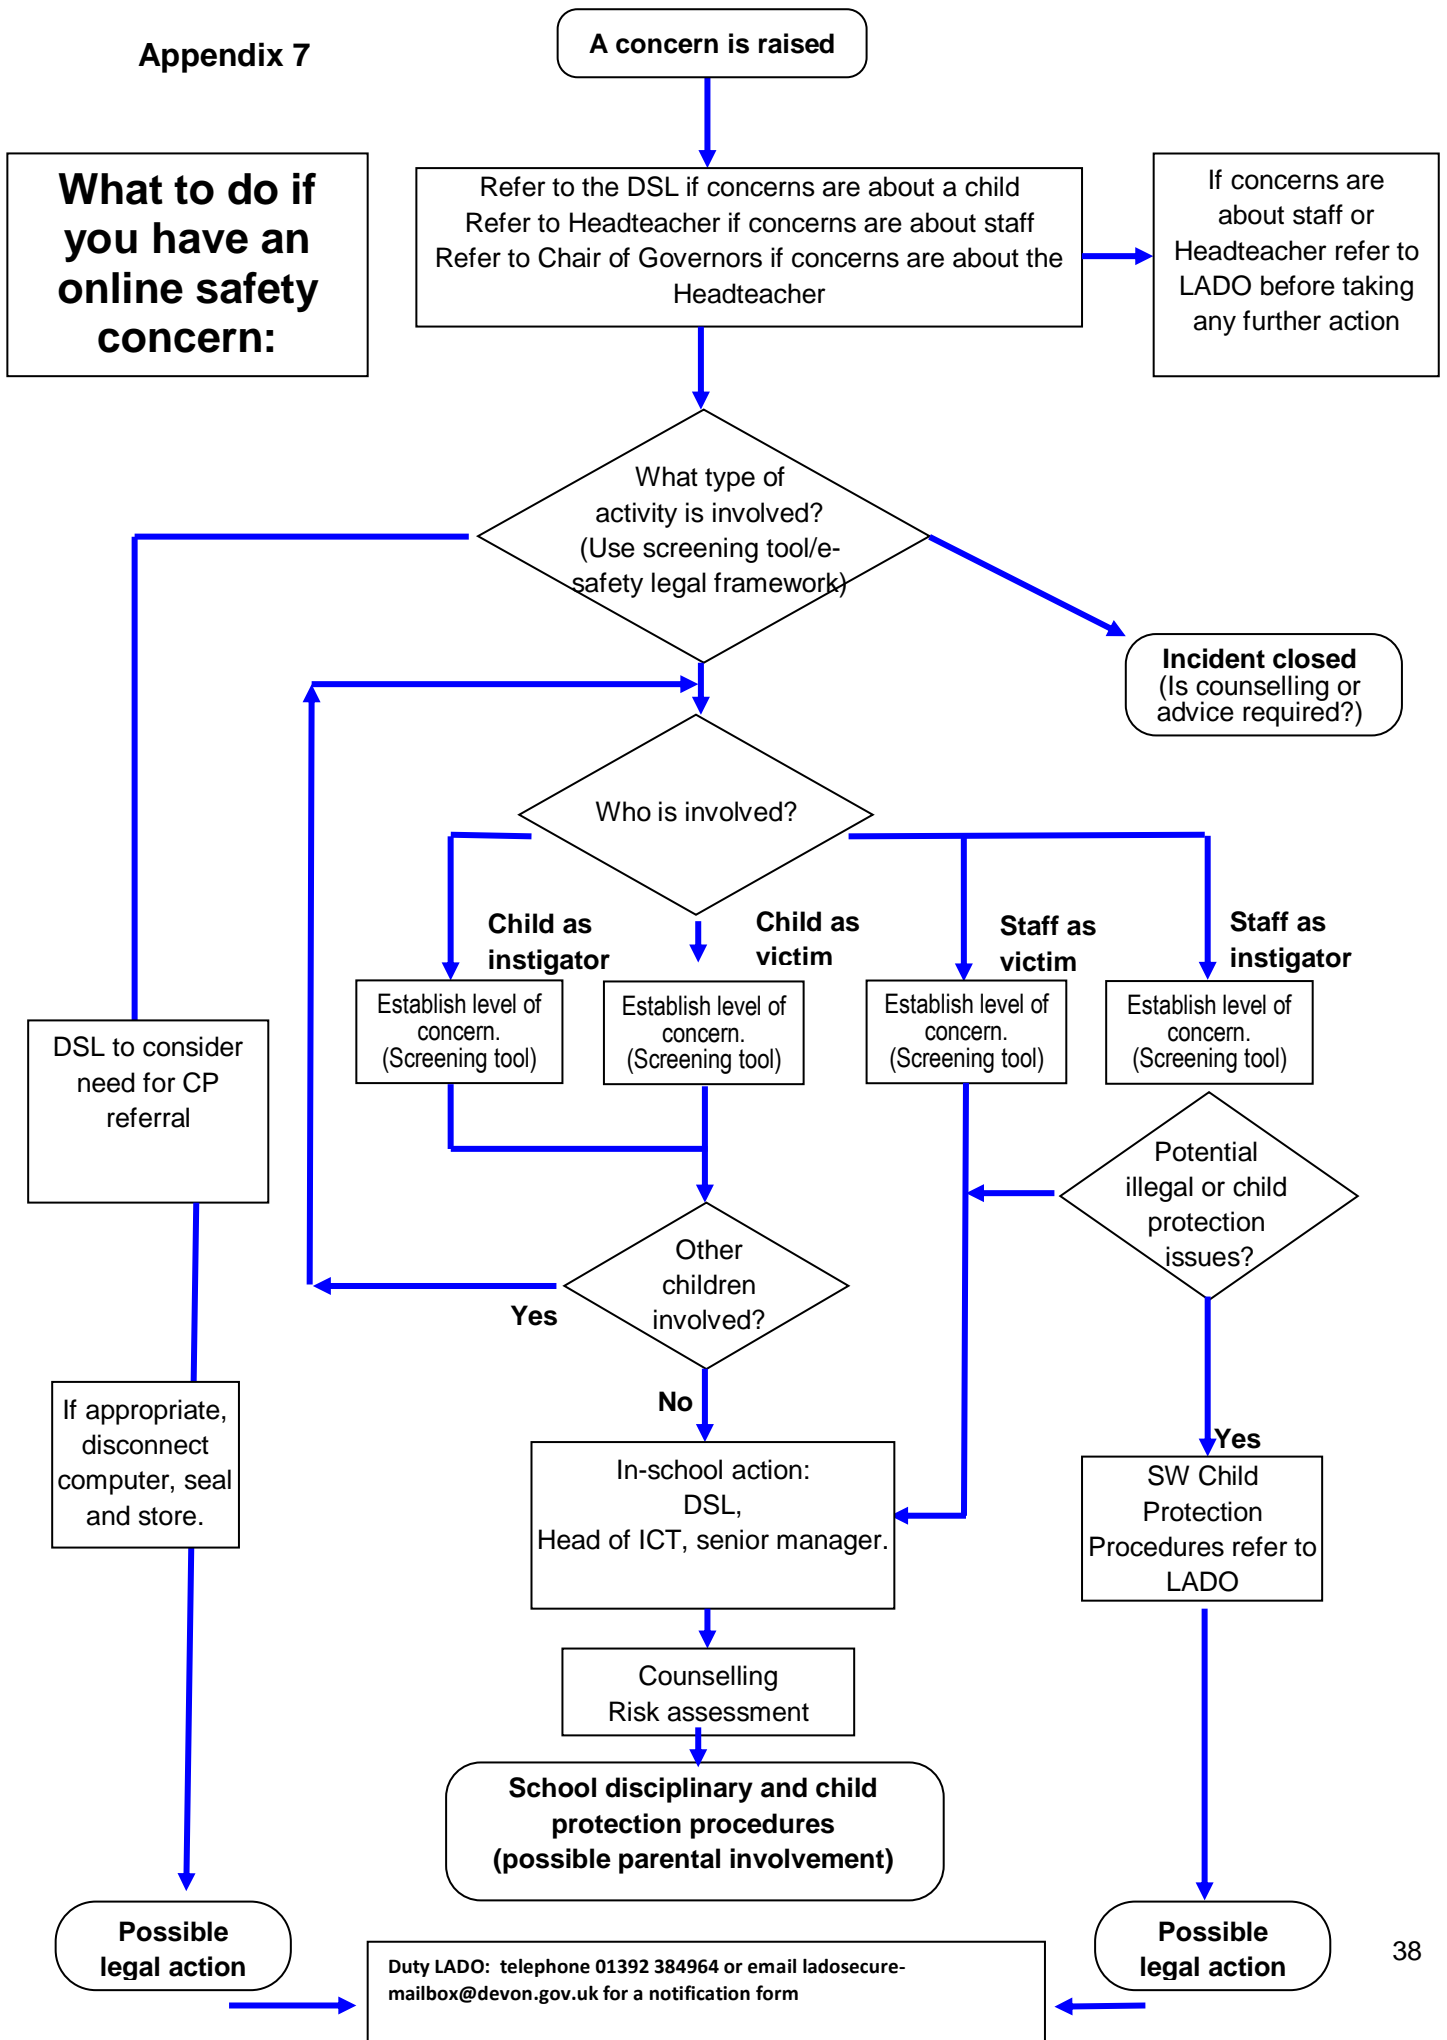 Appendix 7
A concern is raised
What to do if
you have an
online safety
concern:
Refer to the DSL if concerns are about a child
Refer to Headteacher if concerns are about staff
Refer to Chair of Governors if concerns are about the
Headteacher
If concerns are
about staff or
Headteacher refer to
LADO before taking
any further action
What type of
activity is involved?
(Use screening tool/e-
safety legal framework)
Incident closed
(Is counselling or
advice required?)
Who is involved?
Child as
instigator
Child as
victim
Staff as
victim
Staff as
instigator
Establish level of
concern.
(Screening tool)
Establish level of
concern.
(Screening tool)
Establish level of
concern.
(Screening tool)
Establish level of
concern.
(Screening tool)
DSL to consider
need for CP
referral
Potential
illegal or child
protection
issues?
Other
children
involved?
Yes
No
If appropriate,
disconnect
computer, seal
and store.
In-school action:
DSL,
Head of ICT, senior manager.
Yes
SW Child
Protection
Procedures refer to
LADO
Counselling
Risk assessment
School disciplinary and child
protection procedures
(possible parental involvement)
Possible
legal action
Possible
legal action
Duty LADO:  telephone 01392 384964 or email ladosecure-
mailbox@devon.gov.uk for a notification form
38